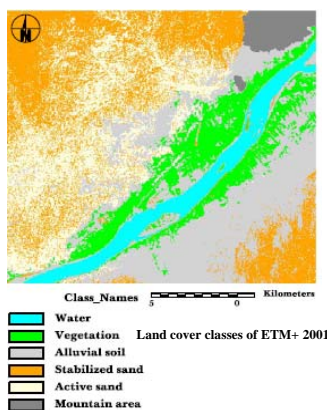 N
Class_Names 5 0 Kilometers
Water
Vegetation Land cover classes of ETM+ 2001
Alluvial soil
Stabilized sand
Active sand
Mountain area